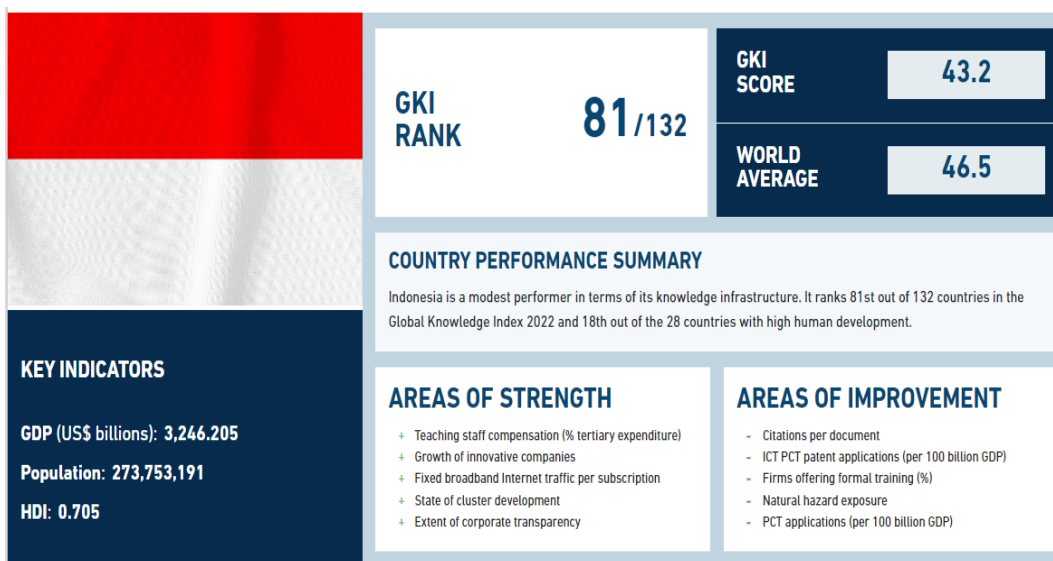 GKI
RANK
81/132
GKI
SCORE
43.2
WORLD
AVERAGE
46.5
COUNTRY PERFORMANCE SUMMARY
Indonesia is a modest performer in terms of its knowledge infrastructure. It ranks 81st out of 132 countries in the
Global Knowledge Index 2022 and 18th out of the 28 countries with high human development.
KEY INDICATORS
GDP (US$ billions): 3,246.205
Population: 273,753,191
HDI: 0.705
AREAS OF STRENGTH
+ Teaching staff compensation (% tertiary expenditure)
+ Growth of innovative companies
+ Fixed broadband Internet traffic per subscription
+ State of cluster development
+ Extent of corporate transparency
AREAS OF IMPROVEMENT
- Citations per document
- ICT PCT patent applications (per 100 billion GDP)
- Firms offering formal training (%)
- Natural hazard exposure
- PCT applications (per 100 billion GDP)